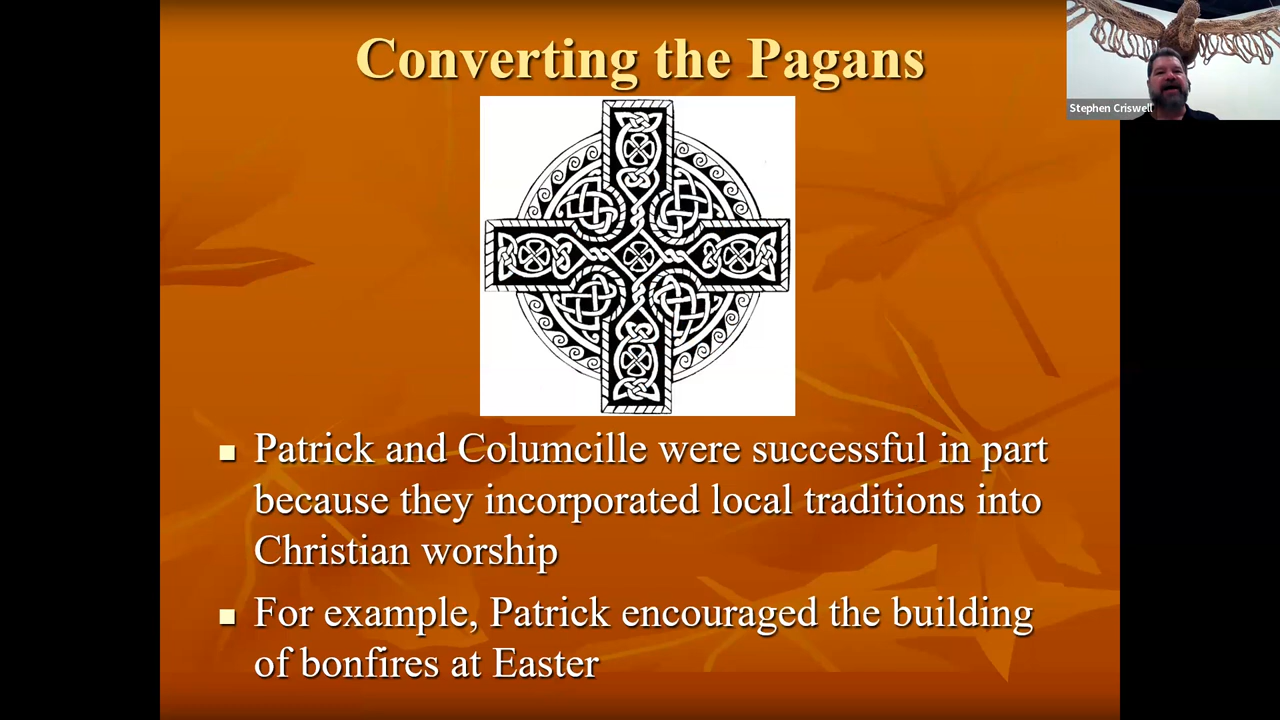 Converting the Pagans
Stephen Criswell
Patrick and Columcille were successful in part
because they incorporated local traditions into
Christian worship
For example, Patrick encouraged the building
of bonfires at Easter